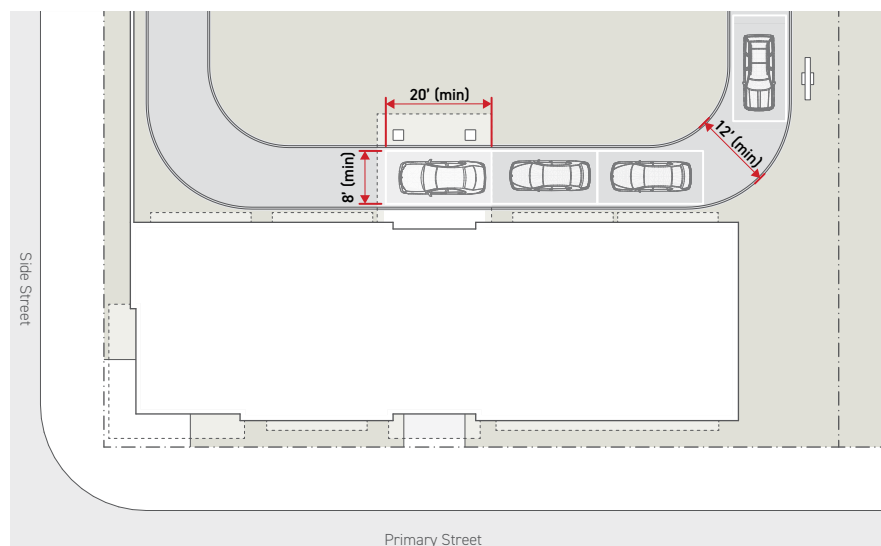 20' (min)
12' (min)
8' (min)
Side Street
Primary Street